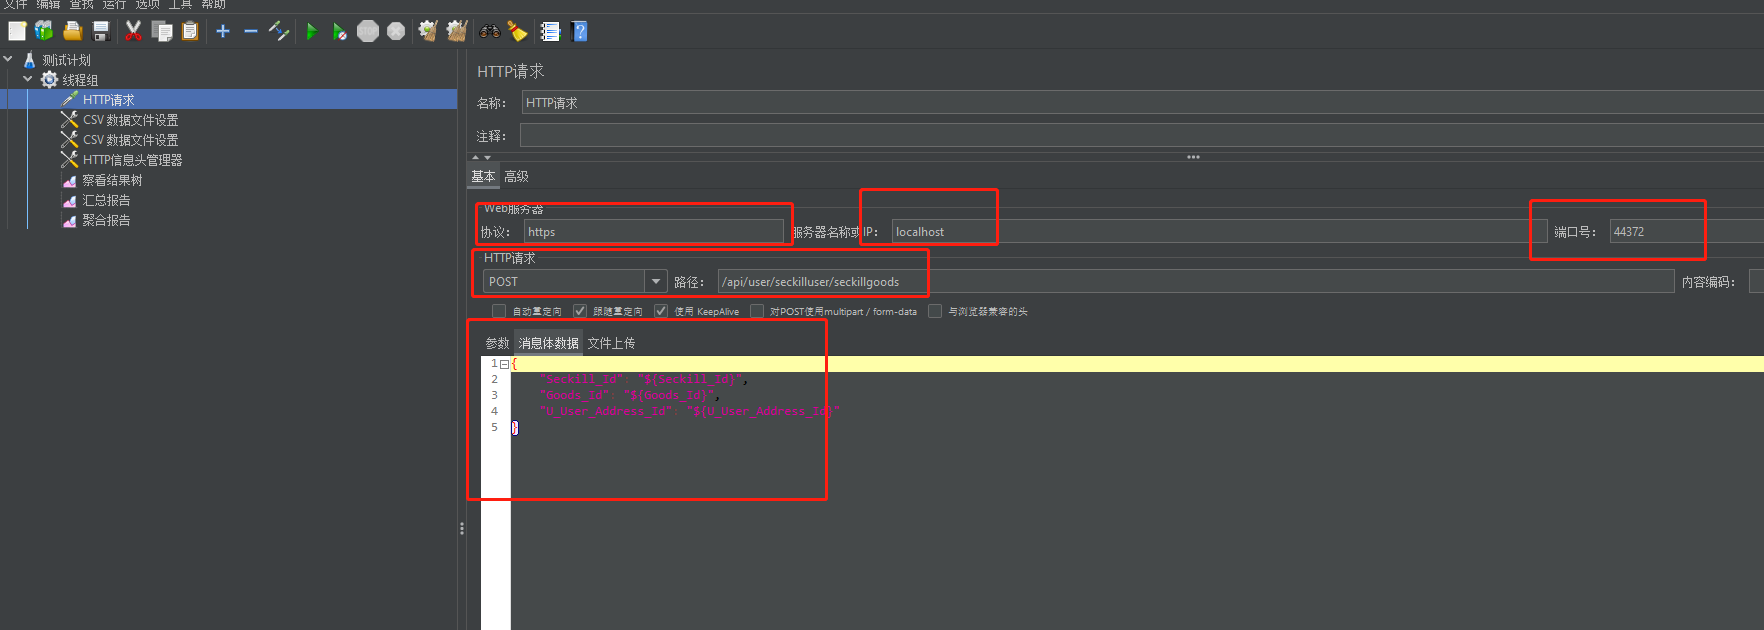 文件 编辑 查找 运行 选项 工具 帮助
测试计划
线程组
HTTP请求
CSV 数据文件设置
CSV 数据文件设置
HTTP信息头管理器
察看结果树
汇总报告
聚合报告
HTTP请求
名称： HTTP请求
注释：
基本 高级
Web服务器
协议： https 服务器名称或IP： localhost 端口号： 44372
HTTP请求
POST 路径： /api/user/seckilluser/seckillgoods 内容编码：
自动重定向 跟随重定向 使用 KeepAlive 对POST使用multipart / form-data 与浏览器兼容的头
参数 消息体数据 文件上传
1 {
2 "Seckill_Id": "${Seckill_Id}",
3 "Goods_Id": "${Goods_Id}",
4 "U_User_Address_Id": "${U_User_Address_Id}"
5 }